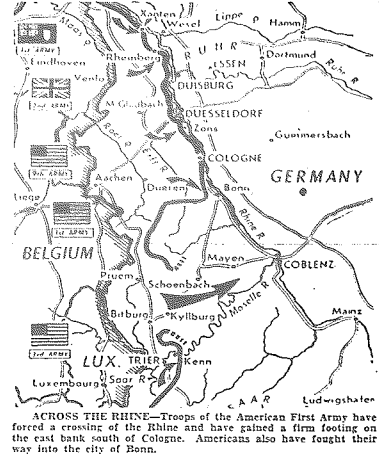 Xanten
Wesel
Lippe R
Hamm
1st ARMY
Maas R
Eindhoven
Rheinberg
RUHR
ESSEN
Dortmund
Venlo
DUISBURG
Ruhr R
2nd ARMY
M Gladbach
DUESSELDORF
Zons
Roer R
Erft R
Gummersbach
COLOGNE
9th ARMY
Aachen
Dueren
GERMANY
Bonn
Liege
1st ARMY
Rhine R
BELGIUM
Mayen
COBLENZ
Pruem
Schoenbach
Moselle R
Bitburg
Kyllburg
Mainz
3rd ARMY
LUX.
TRIER
Kenn
Luxembourg
Saar R
SAAR
Ludwigshafen
ACROSS THE RHINE—Troops of the American First Army have
forced a crossing of the Rhine and have gained a firm footing on
the east bank south of Cologne. Americans also have fought their
way into the city of Bonn.